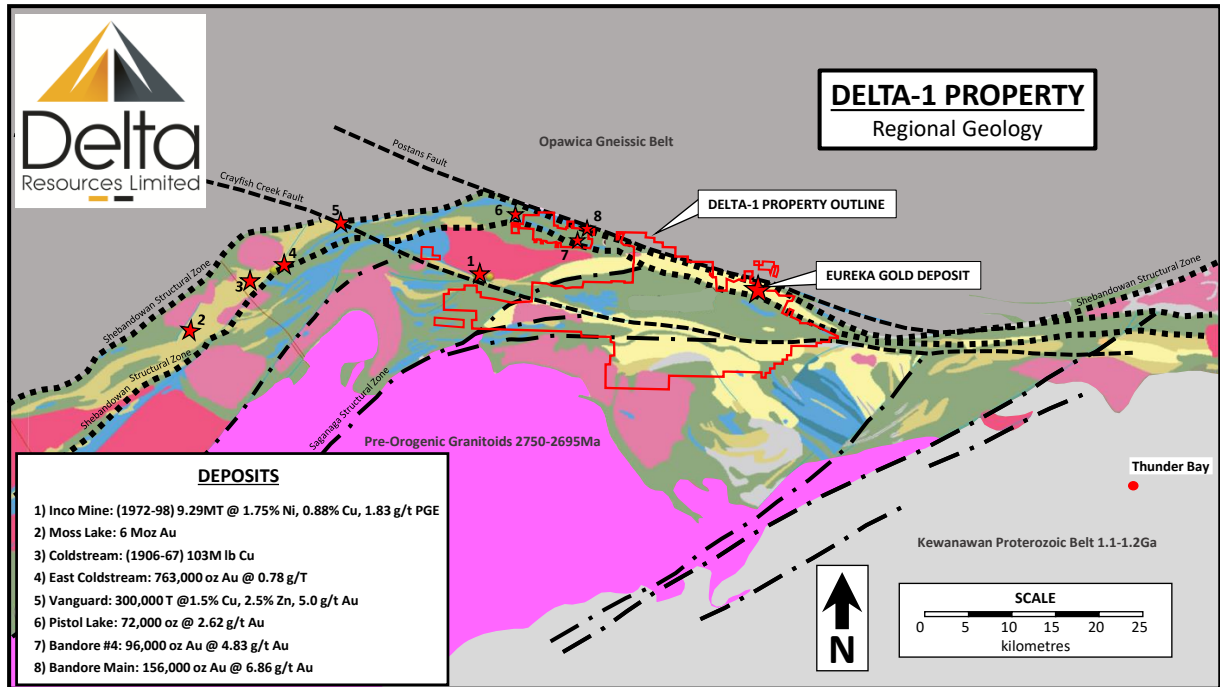 Delta
Resources Limited
DELTA-1 PROPERTY
Regional Geology
Opawica Gneissic Belt
Postans Fault
Crayfish Creek Fault
DELTA-1 PROPERTY OUTLINE
EUREKA GOLD DEPOSIT
5
6
8
7
4
3
1
2
Shebandowan Structural Zone
Shebandowan Structural Zone
Shebandowan Structural Zone
Saganaga Structural Zone
Pre-Orogenic Granitoids 2750-2695Ma
Thunder Bay
Kewanawan Proterozoic Belt 1.1-1.2Ga
DEPOSITS
1) Inco Mine: (1972-98) 9.29MT @ 1.75% Ni, 0.88% Cu, 1.83 g/t PGE
2) Moss Lake: 6 Moz Au
3) Coldstream: (1906-67) 103M lb Cu
4) East Coldstream: 763,000 oz Au @ 0.78 g/T
5) Vanguard: 300,000 T @1.5% Cu, 2.5% Zn, 5.0 g/t Au
6) Pistol Lake: 72,000 oz @ 2.62 g/t Au
7) Bandore #4: 96,000 oz Au @ 4.83 g/t Au
8) Bandore Main: 156,000 oz Au @ 6.86 g/t Au
N
SCALE
0 5 10 15 20 25
kilometres